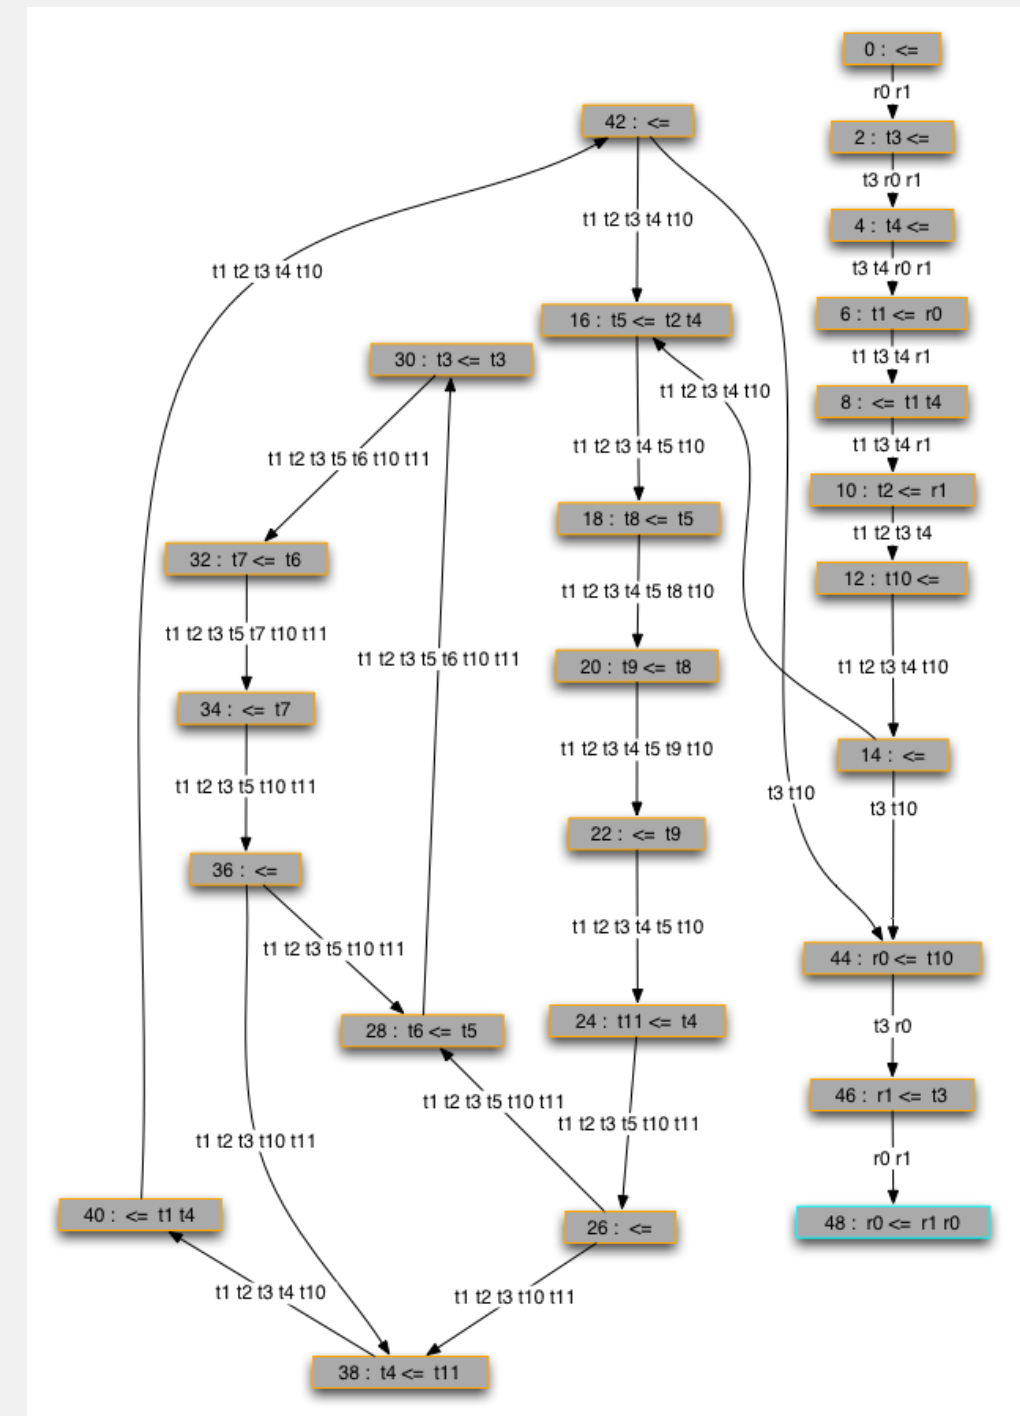 0 : <=
r0 r1
42 : <=
2 : t3 <=
t3 r0 r1
t1 t2 t3 t4 t10
4 : t4 <=
t3 t4 r0 r1
t1 t2 t3 t4 t10
16 : t5 <= t2 t4
6 : t1 <= r0
30 : t3 <= t3
t1 t3 t4 r1
t1 t2 t3 t4 t10
8 : <= t1 t4
t1 t2 t3 t5 t6 t10 t11
t1 t2 t3 t4 t5 t10
t1 t3 t4 r1
10 : t2 <= r1
18 : t8 <= t5
t1 t2 t3 t4
32 : t7 <= t6
12 : t10 <=
t1 t2 t3 t4 t5 t8 t10
t1 t2 t3 t5 t7 t10 t11
t1 t2 t3 t5 t6 t10 t11
20 : t9 <= t8
t1 t2 t3 t4 t10
34 : <= t7
t1 t2 t3 t4 t5 t9 t10
14 : <=
t1 t2 t3 t5 t10 t11
t3 t10
t3 t10
22 : <= t9
36 : <=
t1 t2 t3 t5 t10 t11
t1 t2 t3 t4 t5 t10
44 : r0 <= t10
28 : t6 <= t5
24 : t11 <= t4
t3 r0
t1 t2 t3 t5 t10 t11
t1 t2 t3 t5 t10 t11
46 : r1 <= t3
t1 t2 t3 t10 t11
r0 r1
40 : <= t1 t4
26 : <=
48 : r0 <= r1 r0
t1 t2 t3 t4 t10
t1 t2 t3 t10 t11
38 : t4 <= t11